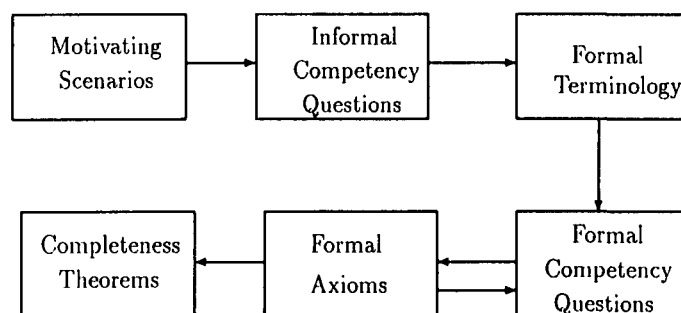 Motivating
Scenarios
Informal
Competency
Questions
Formal
Terminology
Completeness
Theorems
Formal
Axioms
Formal
Competency
Questions